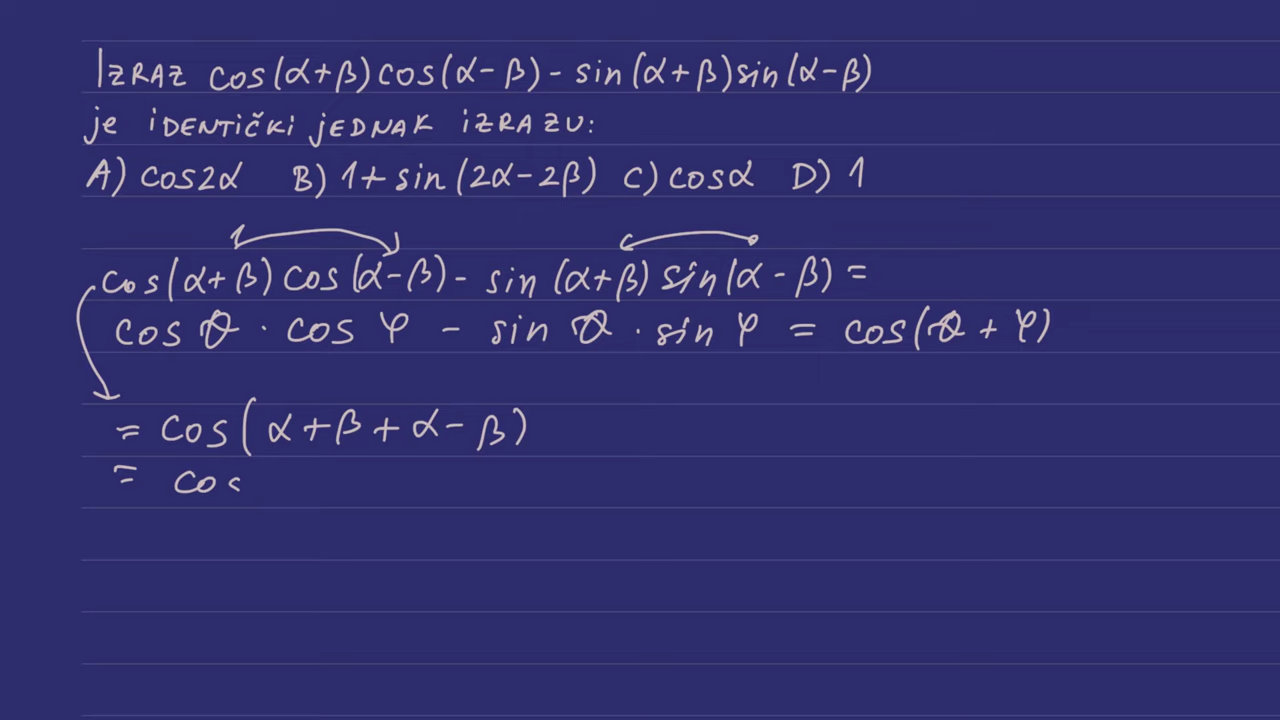 IZRAZ cos(α+β)cos(α-β)-sin(α+β)sin(α-β)
je IDENTIČKI JEDNAK IZRAZU:
A) cos2α B) 1+sin(2α-2β) C) cosα D) 1
cos(α+β)cos(α-β)-sin(α+β)sin(α-β)=
cos θ · cos φ - sin θ · sin φ = cos(θ + φ)
= cos(α+β+α-β)
= cos